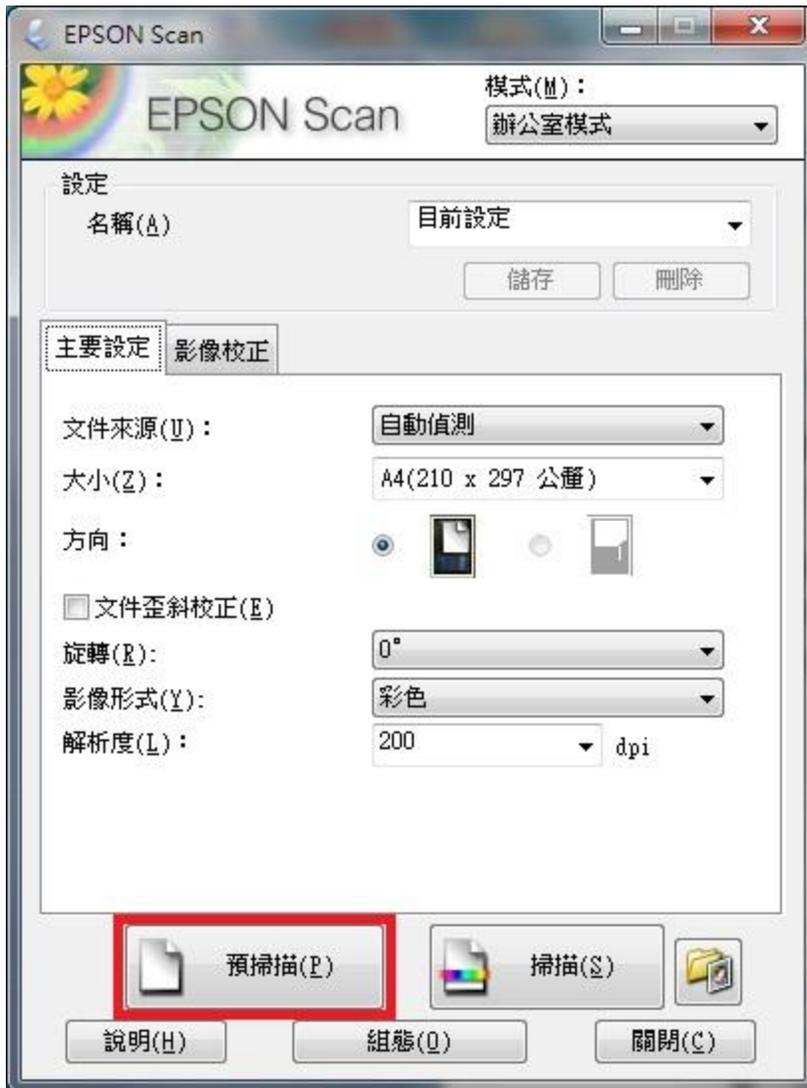 EPSON Scan
EPSON Scan
模式(M)：
辦公室模式
設定
名稱(A)
目前設定
儲存
刪除
主要設定
影像校正
文件來源(U)：
自動偵測
大小(Z)：
A4(210 x 297 公釐)
方向：
文件歪斜校正(E)
旋轉(R):
0°
影像形式(Y):
彩色
解析度(L)：
200
dpi
預掃描(P)
掃描(S)
說明(H)
組態(O)
關閉(C)